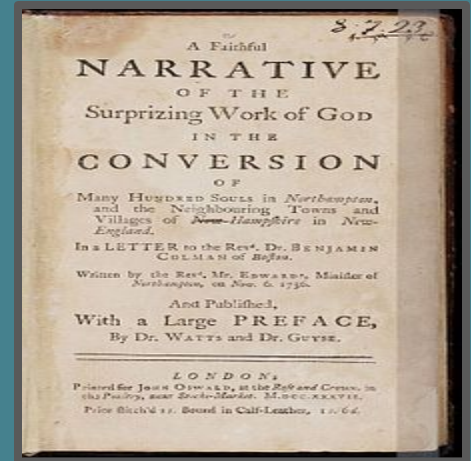 8.7.23
A Faithful
NARRATIVE
OF THE
Surprizing Work of GOD
IN THE
CONVERSION
OF
Many HUNDRED SOULS in Northampton,
and the Neighbouring Towns and
Villages of New-Hampshire in New-
England.
In a LETTER to the Revd. Dr. BENJAMIN
COLMAN of Boston.
Written by the Revd. Mr. EDWARDS, Minister of
Northampton, on Nov. 6. 1736.
And Published,
With a Large PREFACE,
By Dr. WATTS and Dr. GUYSE.
LONDON:
Printed for JOHN OSWALD, at the Rose and Crown, in
the Poultry, near Stocks-Market. M.DCC.XXXVII.
Price stitch'd 1s. Bound in Calf-Leather, 1s. 6d.